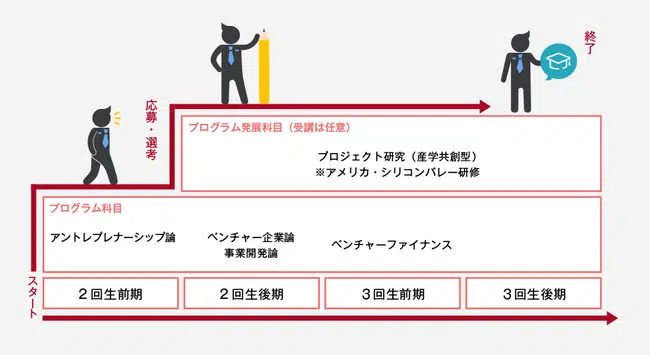 終了
応募・選考
プログラム発展科目（受講は任意）
プロジェクト研究（産学共創型）
※アメリカ・シリコンバレー研修
プログラム科目
アントレプレナーシップ論
ベンチャー企業論
事業開発論
ベンチャーファイナンス
スタート
２回生前期
２回生後期
３回生前期
３回生後期